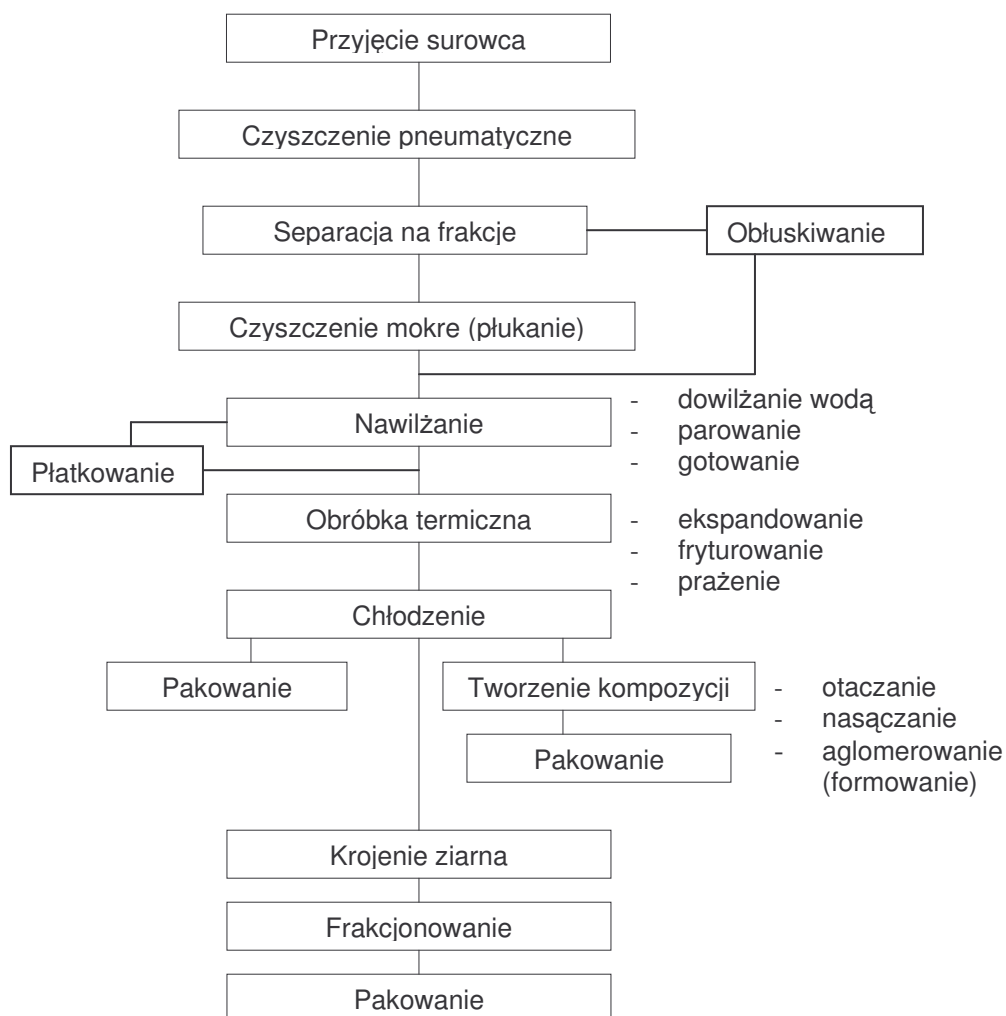 Przyjęcie surowca
Czyszczenie pneumatyczne
Separacja na frakcje
Obłuskiwanie
Czyszczenie mokre (płukanie)
Nawilżanie
- dowilżanie wodą
- parowanie
- gotowanie
Płatkowanie
Obróbka termiczna
- ekspandowanie
- fryturowanie
- prażenie
Chłodzenie
Pakowanie
Tworzenie kompozycji
- otaczanie
- nasączanie
- aglomerowanie
(formowanie)
Pakowanie
Krojenie ziarna
Frakcjonowanie
Pakowanie